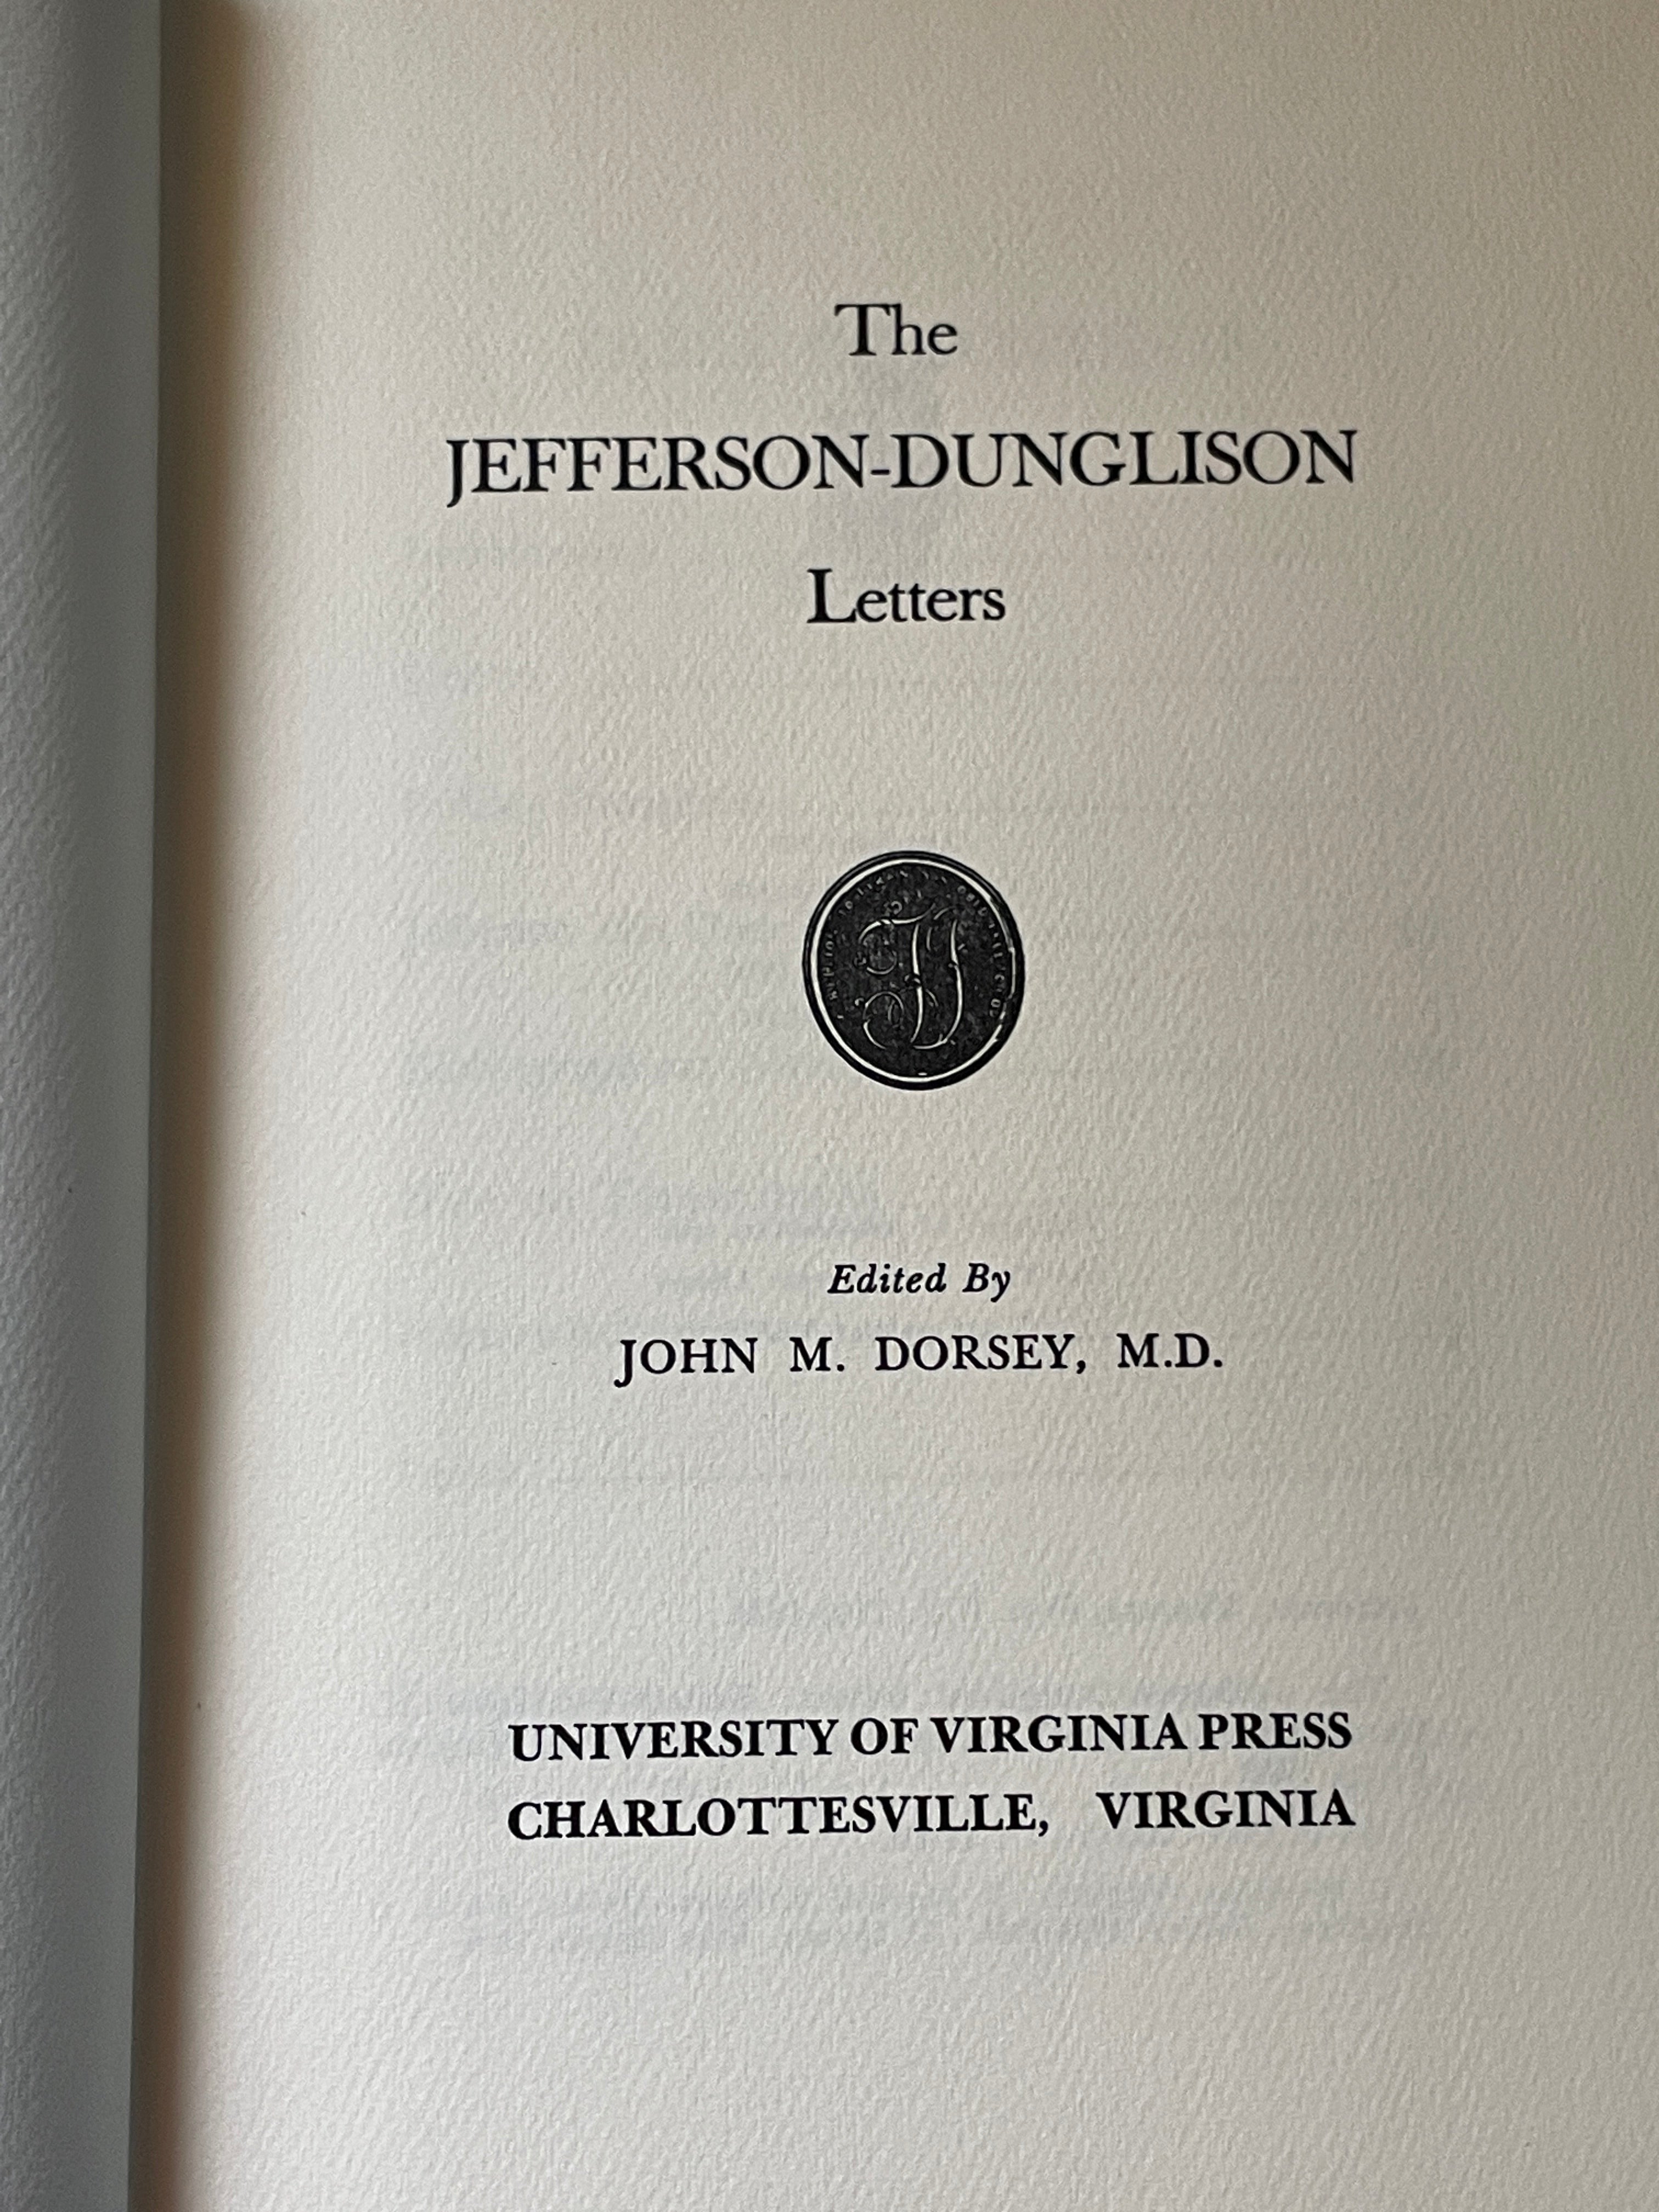 The
JEFFERSON-DUNGLISON
Letters
Edited By
JOHN M. DORSEY, M.D.
UNIVERSITY OF VIRGINIA PRESS
CHARLOTTESVILLE, VIRGINIA